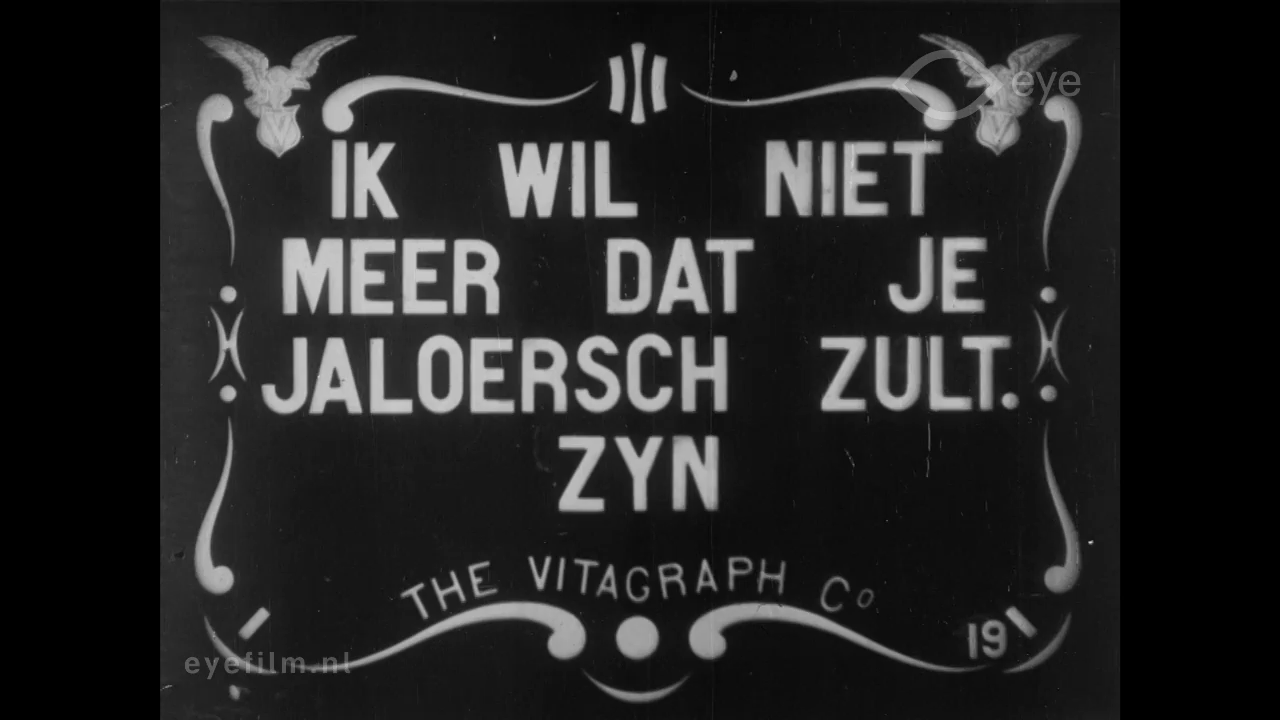 eye
IK WIL NIET
MEER DAT JE
JALOERSCH ZULT.
ZYN
THE VITAGRAPH Co
19
eyefilm.nl